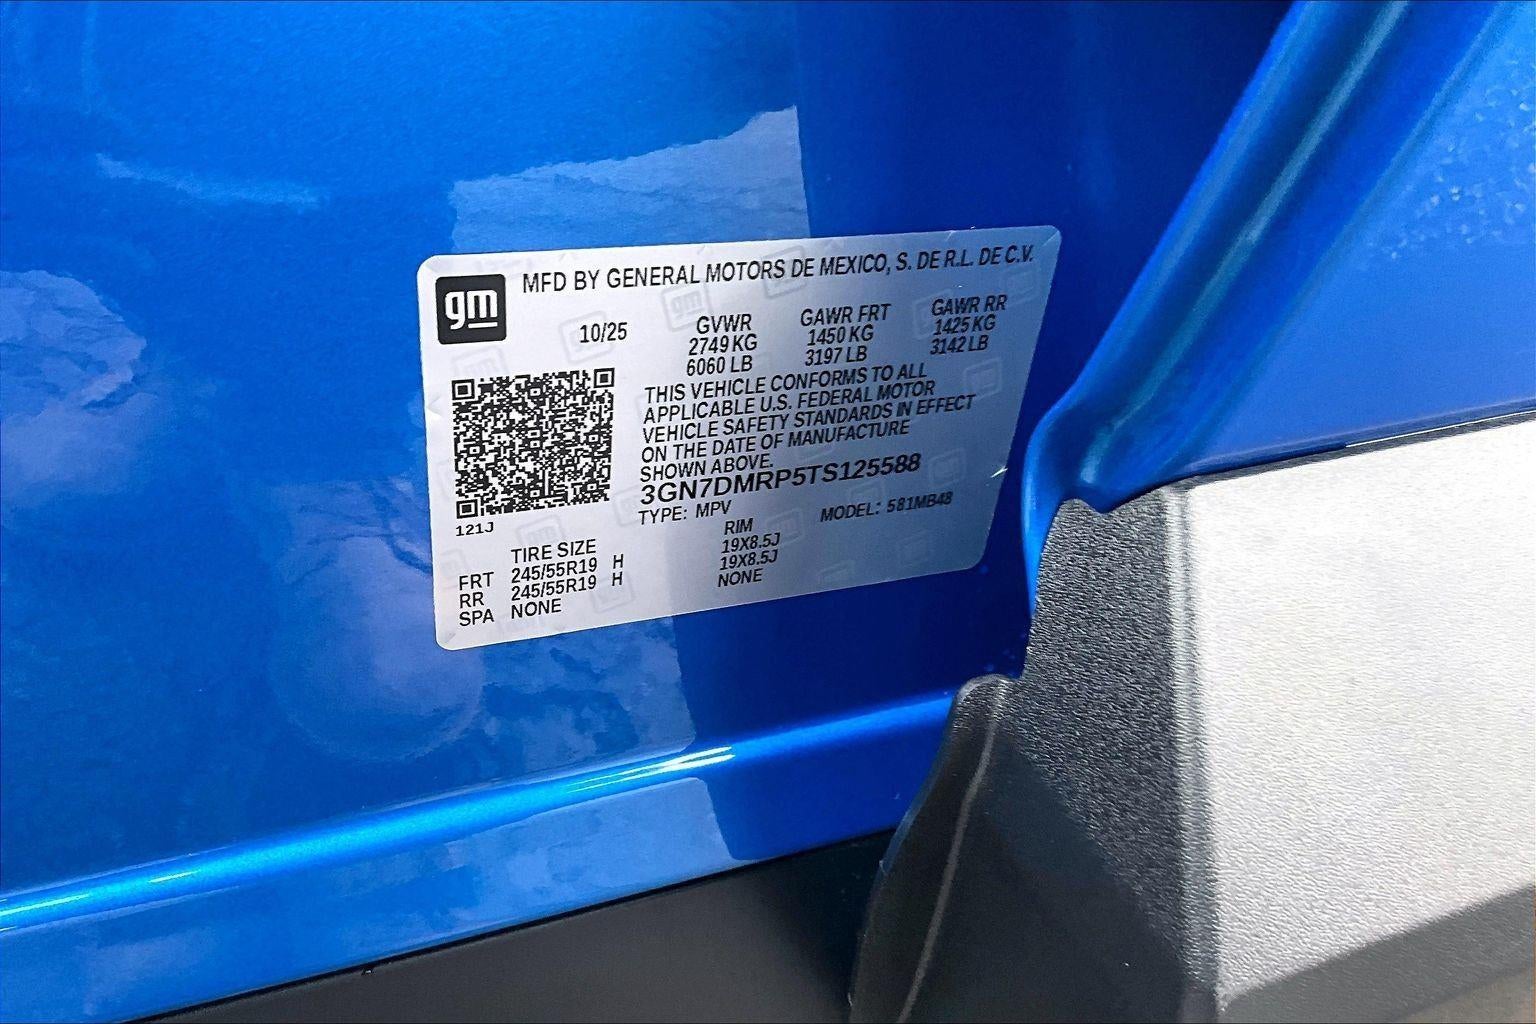 gm
MFD BY GENERAL MOTORS DE MEXICO, S. DE R.L. DE C.V.
10/25
GVWR GAWR FRT GAWR RR
2749 KG 1450 KG 1425 KG
6060 LB 3197 LB 3142 LB
THIS VEHICLE CONFORMS TO ALL
APPLICABLE U.S. FEDERAL MOTOR
VEHICLE SAFETY STANDARDS IN EFFECT
ON THE DATE OF MANUFACTURE
SHOWN ABOVE.
3GN7DMRP5TS125588
TYPE: MPV MODEL: 581MB48
121J
TIRE SIZE RIM
FRT 245/55R19 H 19X8.5J
RR 245/55R19 H 19X8.5J
SPA NONE NONE